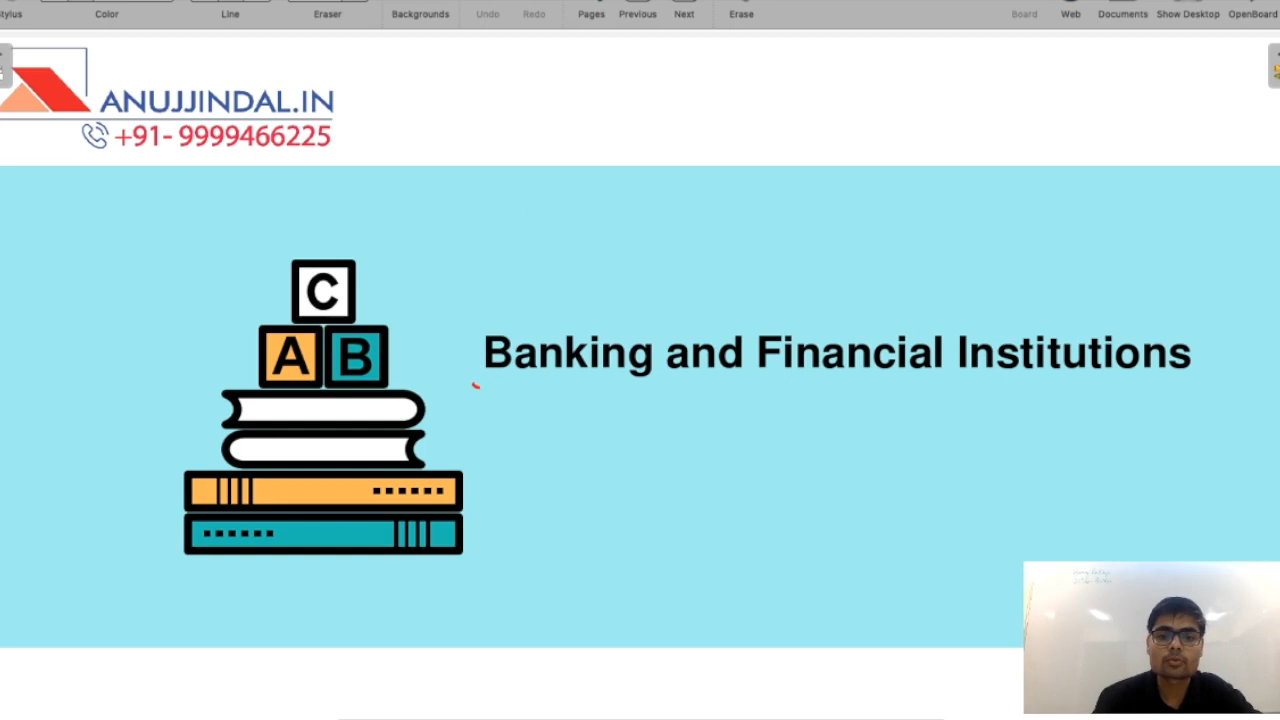 Stylus Color Line Eraser Backgrounds Undo Redo Pages Previous Next Erase Board Web Documents Show Desktop OpenBoard
ANUJJINDAL.IN
+91- 9999466225
C
A B
Banking and Financial Institutions